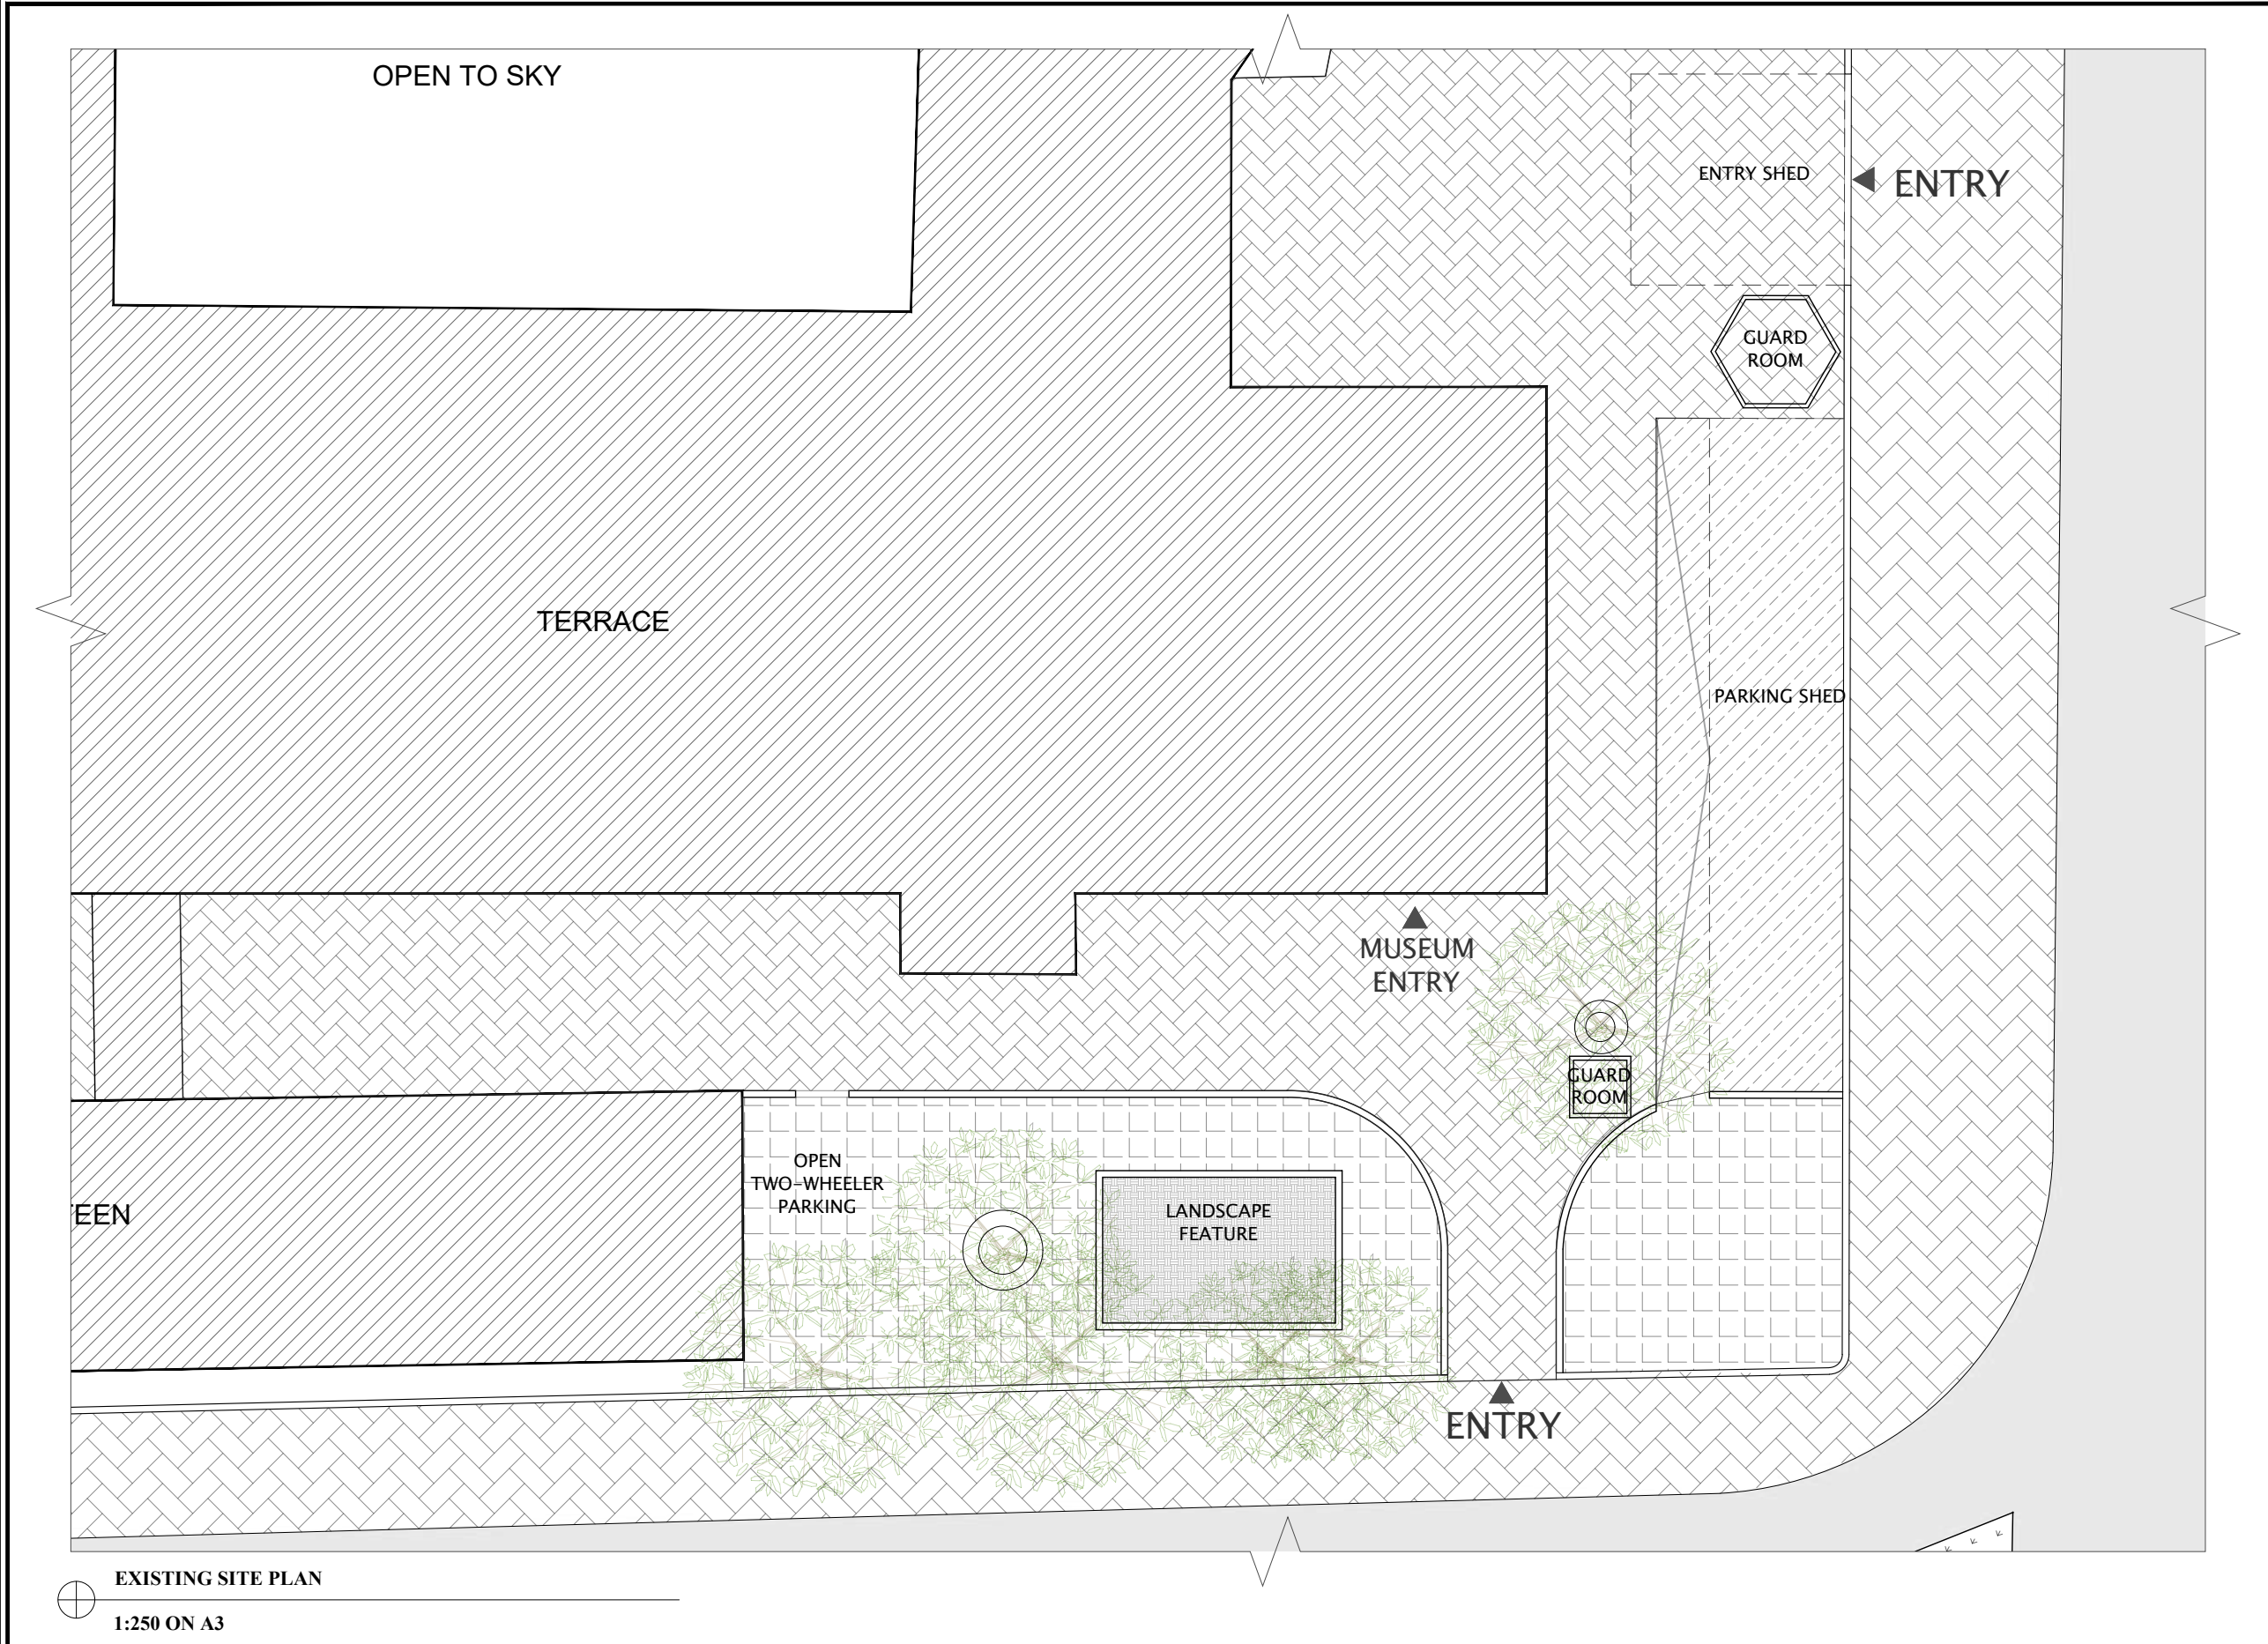 OPEN TO SKY
ENTRY SHED
ENTRY
GUARD
ROOM
TERRACE
PARKING SHED
MUSEUM
ENTRY
GUARD
ROOM
OPEN
TWO-WHEELER
PARKING
LANDSCAPE
FEATURE
TEEN
ENTRY
EXISTING SITE PLAN
1:250 ON A3